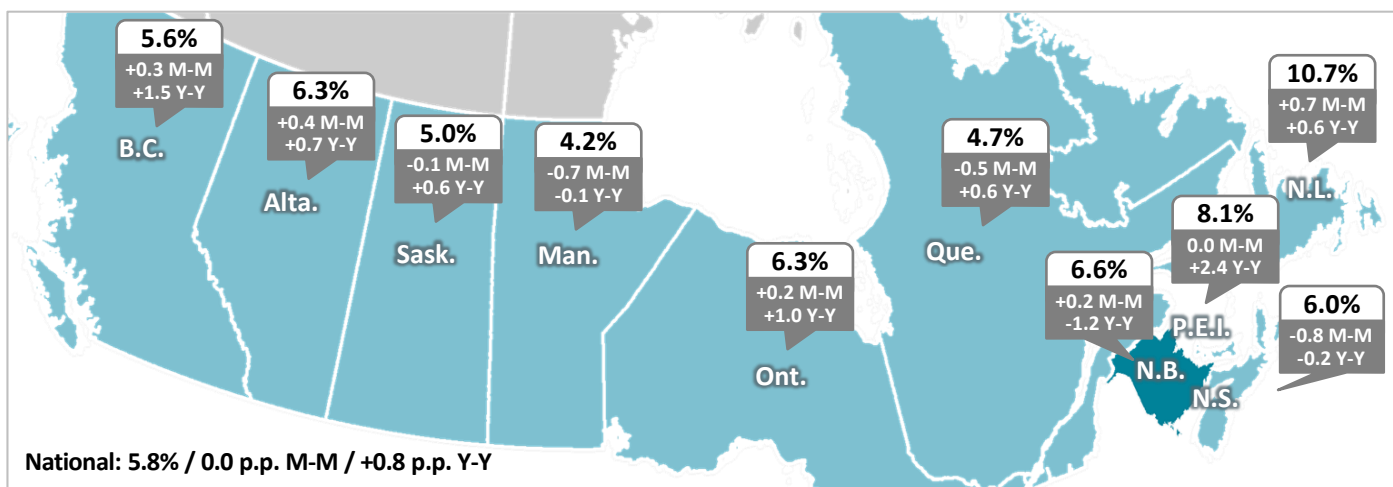 5.6%
+0.3 M-M
+1.5 Y-Y
B.C.
6.3%
+0.4 M-M
+0.7 Y-Y
Alta.
5.0%
-0.1 M-M
+0.6 Y-Y
Sask.
4.2%
-0.7 M-M
-0.1 Y-Y
Man.
6.3%
+0.2 M-M
+1.0 Y-Y
Ont.
4.7%
-0.5 M-M
+0.6 Y-Y
Que.
10.7%
+0.7 M-M
+0.6 Y-Y
N.L.
8.1%
0.0 M-M
+2.4 Y-Y
P.E.I.
6.6%
+0.2 M-M
-1.2 Y-Y
N.B.
6.0%
-0.8 M-M
-0.2 Y-Y
N.S.
National: 5.8% / 0.0 p.p. M-M / +0.8 p.p. Y-Y